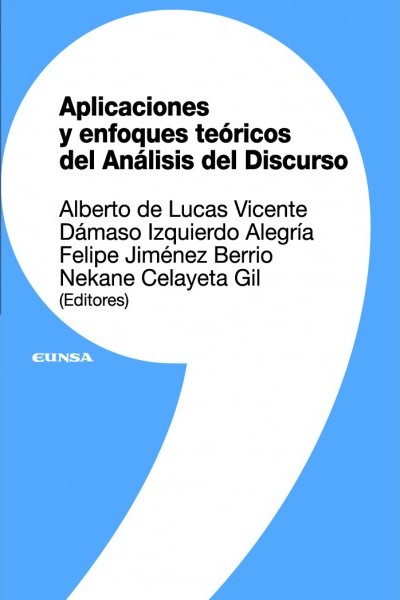 Aplicaciones
y enfoques teóricos
del Análisis del Discurso
Alberto de Lucas Vicente
Dámaso Izquierdo Alegría
Felipe Jiménez Berrio
Nekane Celayeta Gil
(Editores)
EUNSA